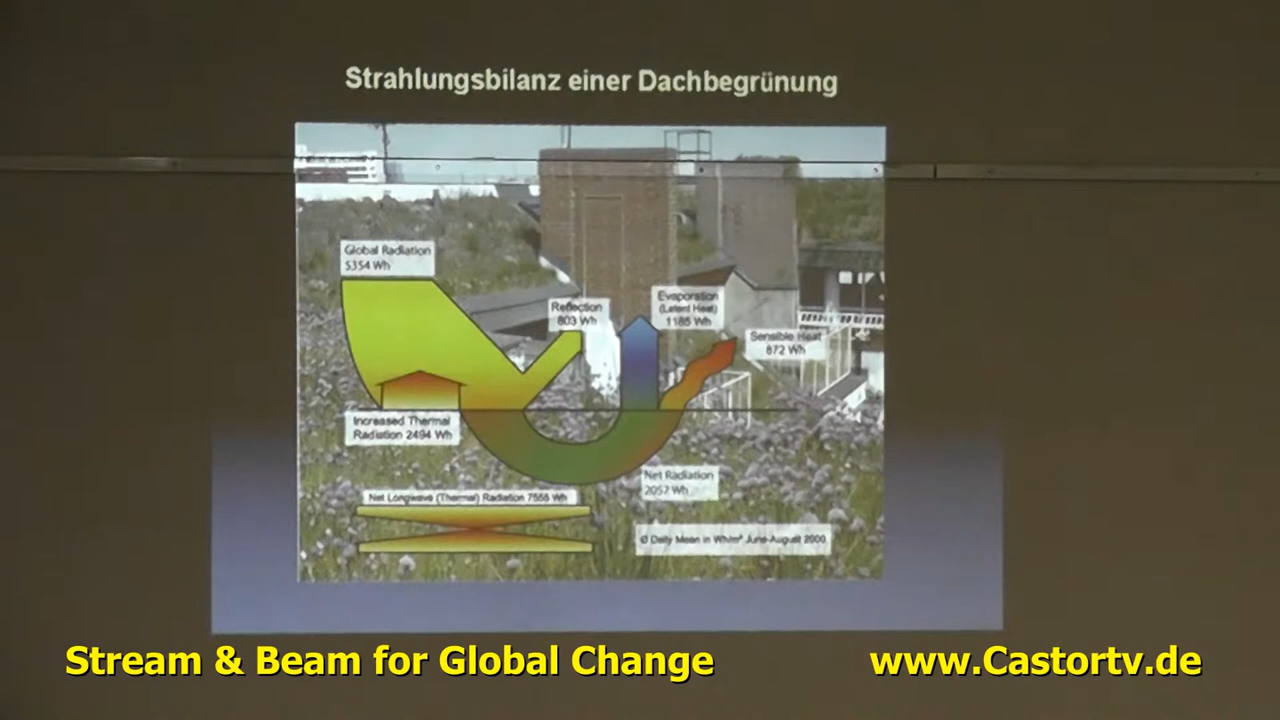 Strahlungsbilanz einer Dachbegrünung
Global Radiation
5354 Wh
Reflection
803 Wh
Evaporation
(Latent Heat)
1185 Wh
Sensible Heat
872 Wh
Increased Thermal
Radiation 2494 Wh
Net Radiation
2057 Wh
Net Longwave (Thermal) Radiation 7555 Wh
Ø Daily Mean in Wh/m² June-August 2000
Stream & Beam for Global Change
www.Castortv.de